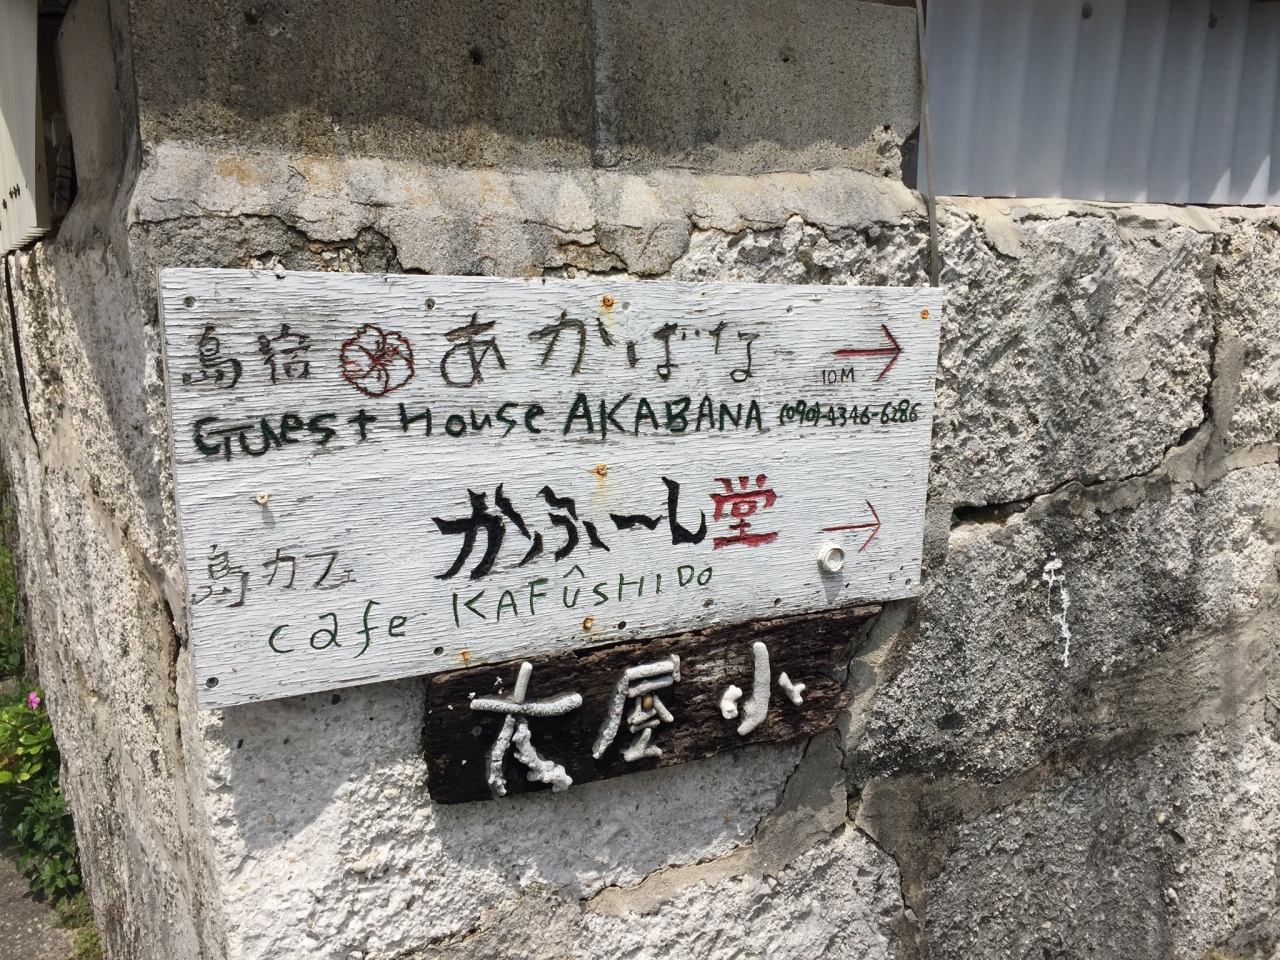 島宿 あかばな →
10M
Guest House AKABANA (090)-4346-6286
かふーし堂 →
島カフェ
cafe KAFÛSHIDO
大屋小